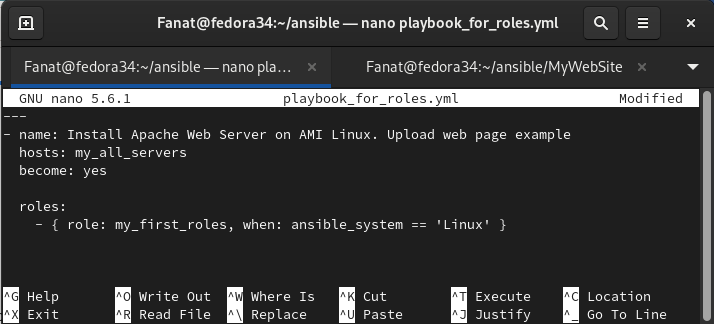 Fanat@fedora34:~/ansible — nano playbook_for_roles.yml
Fanat@fedora34:~/ansible — nano pla...
Fanat@fedora34:~/ansible/MyWebSite
GNU nano 5.6.1 playbook_for_roles.yml Modified
---
- name: Install Apache Web Server on AMI Linux. Upload web page example
  hosts: my_all_servers
  become: yes
  roles:
    - { role: my_first_roles, when: ansible_system == 'Linux' }
^G Help ^O Write Out ^W Where Is ^K Cut ^T Execute ^C Location
^X Exit ^R Read File ^\ Replace ^U Paste ^J Justify ^_ Go To Line